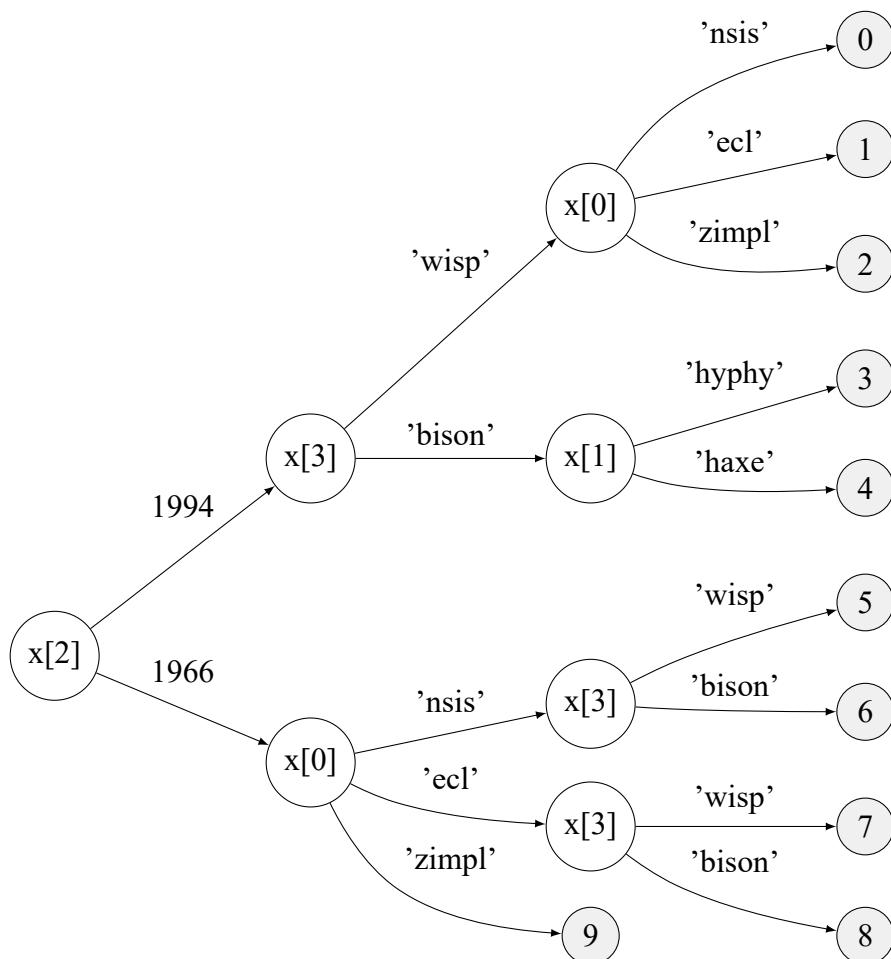 ’nsis’
0
’ecl’
1
x[0]
’zimpl’
2
’wisp’
’hyphy’
3
x[3]
’bison’
x[1]
’haxe’
4
1994
’wisp’
5
x[2]
1966
’nsis’
x[3]
’bison’
6
x[0]
’ecl’
x[3]
’wisp’
7
’zimpl’
’bison’
9
8